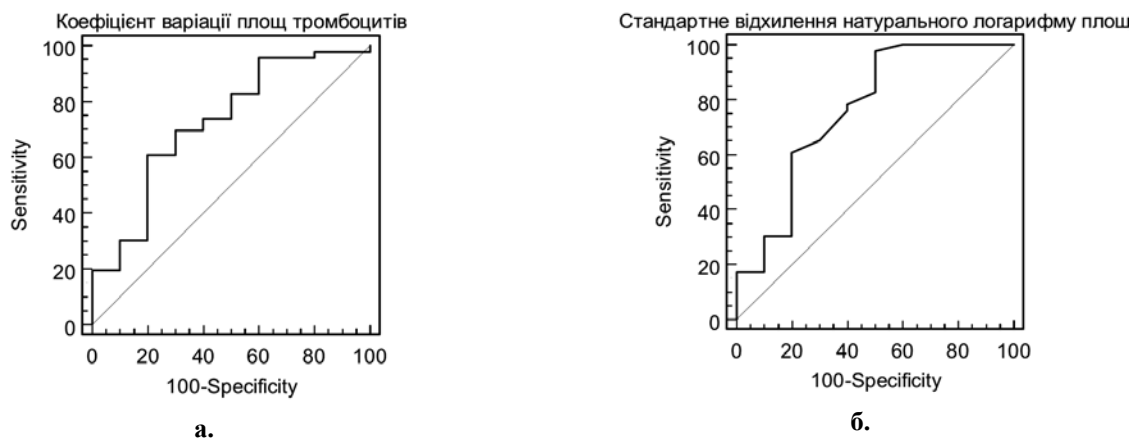 Коефіцієнт варіації площ тромбоцитів
100
80
60
40
20
0
Sensitivity
0 20 40 60 80 100
100-Specificity
а.
Стандартне відхилення натурального логарифму площ
100
80
60
40
20
0
Sensitivity
0 20 40 60 80 100
100-Specificity
б.